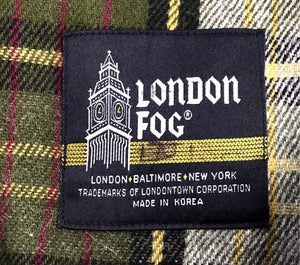 LONDON
FOG®
LONDON • BALTIMORE • NEW YORK
TRADEMARKS OF LONDONTOWN CORPORATION
MADE IN KOREA